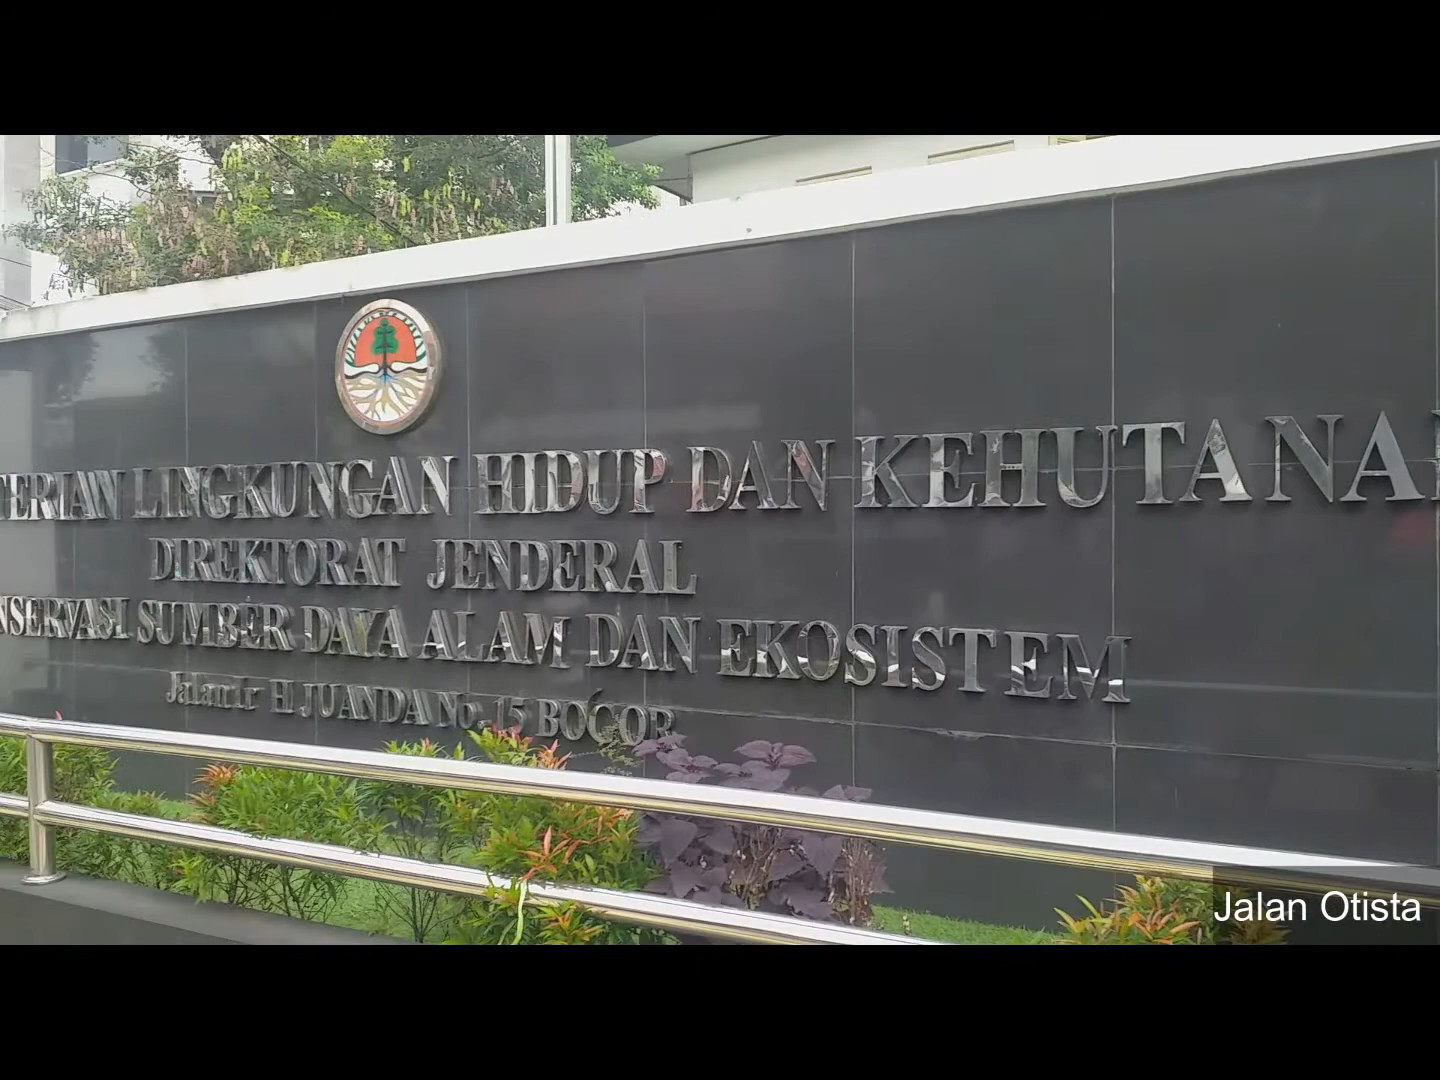 TERIAN LINGKUNGAN HIDUP DAN KEHUTANA
DIREKTORAT JENDERAL
NSERVASI SUMBER DAYA ALAM DAN EKOSISTEM
Jalan Ir H JUANDA No 15 BOGOR
Jalan Otista